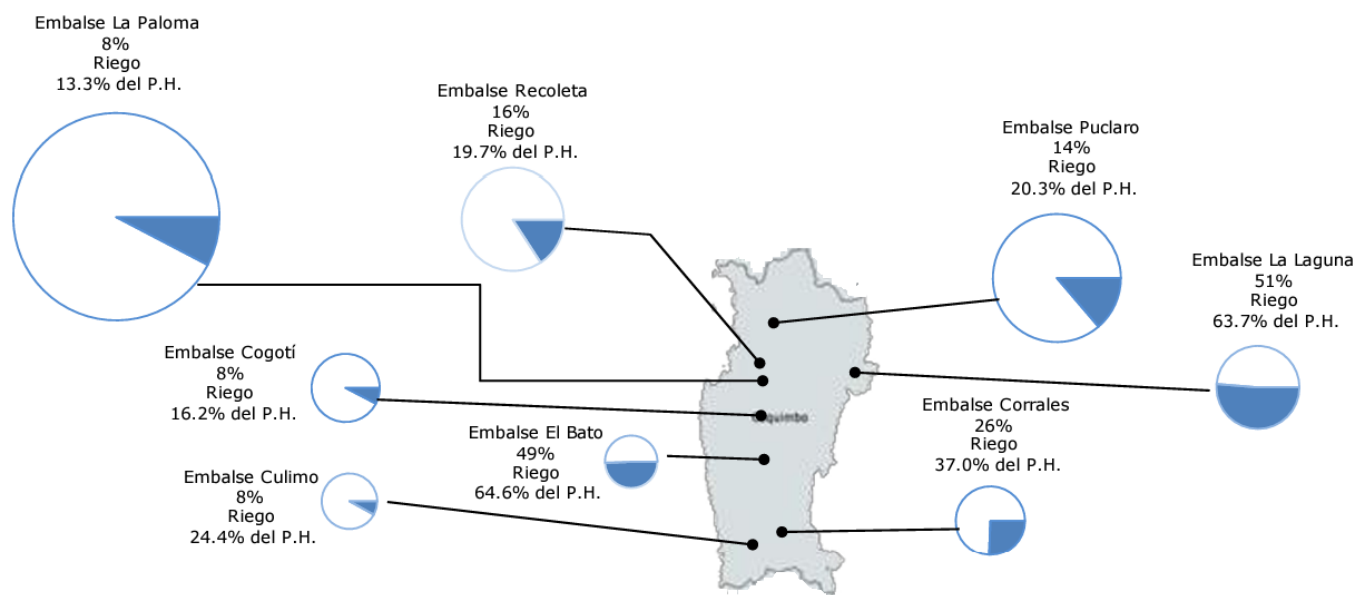 Embalse La Paloma
8%
Riego
13.3% del P.H.
Embalse Recoleta
16%
Riego
19.7% del P.H.
Embalse Puclaro
14%
Riego
20.3% del P.H.
Embalse La Laguna
51%
Riego
63.7% del P.H.
Embalse Cogotí
8%
Riego
16.2% del P.H.
Embalse El Bato
49%
Riego
64.6% del P.H.
Embalse Corrales
26%
Riego
37.0% del P.H.
Embalse Culimo
8%
Riego
24.4% del P.H.